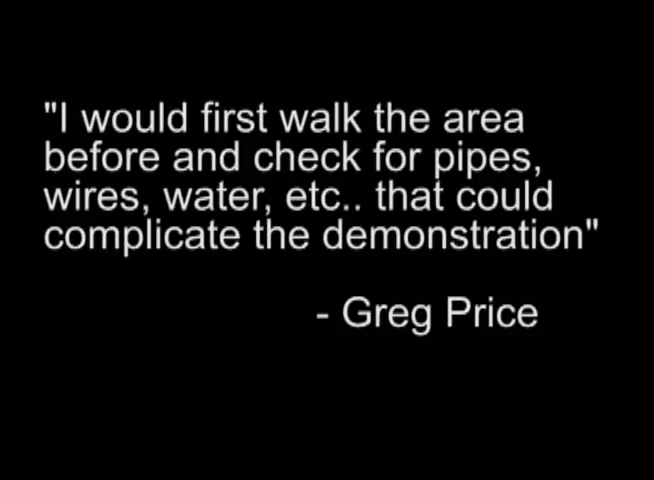 "I would first walk the area
before and check for pipes,
wires, water, etc.. that could
complicate the demonstration"
- Greg Price